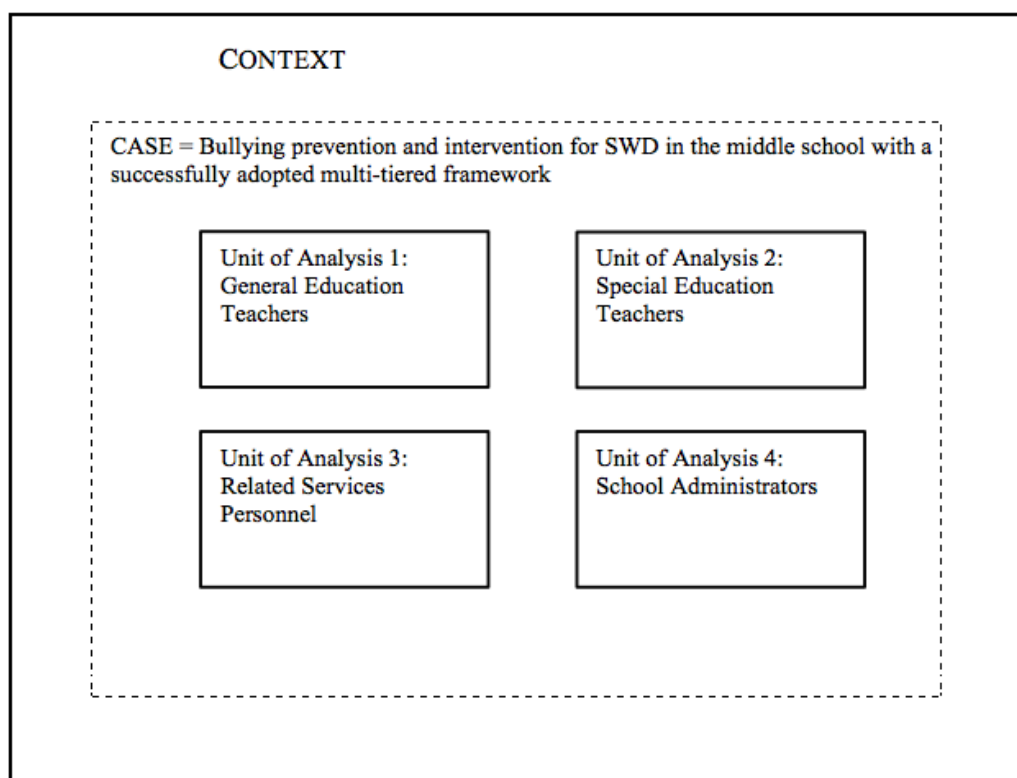 CONTEXT
CASE = Bullying prevention and intervention for SWD in the middle school with a
successfully adopted multi-tiered framework
Unit of Analysis 1:
General Education
Teachers
Unit of Analysis 2:
Special Education
Teachers
Unit of Analysis 3:
Related Services
Personnel
Unit of Analysis 4:
School Administrators